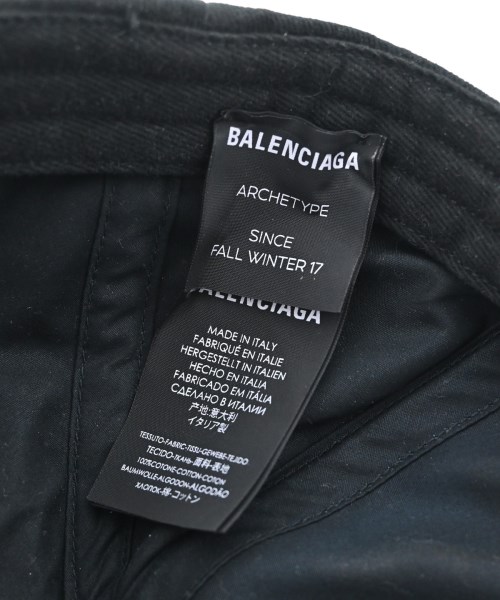 BALENCIAGA
ARCHETYPE
SINCE
FALL WINTER 17
BALENCIAGA
MADE IN ITALY
FABRIQUÉ EN ITALIE
HERGESTELLT IN ITALIEN
HECHO EN ITALIA
FABRICADO EM ITÁLIA
СДЕЛАНО В ИТАЛИИ
产地:意大利
イタリア製
TESSUTO-FABRIC-TISSU-GEWEBE-TEJIDO
TECIDO-ТКАНЬ-面料-表地
100%COTONE-COTTON-COTON
BAUMWOLLE-ALGODON-ALGODÃO
ХЛОПОК-棉-コットン